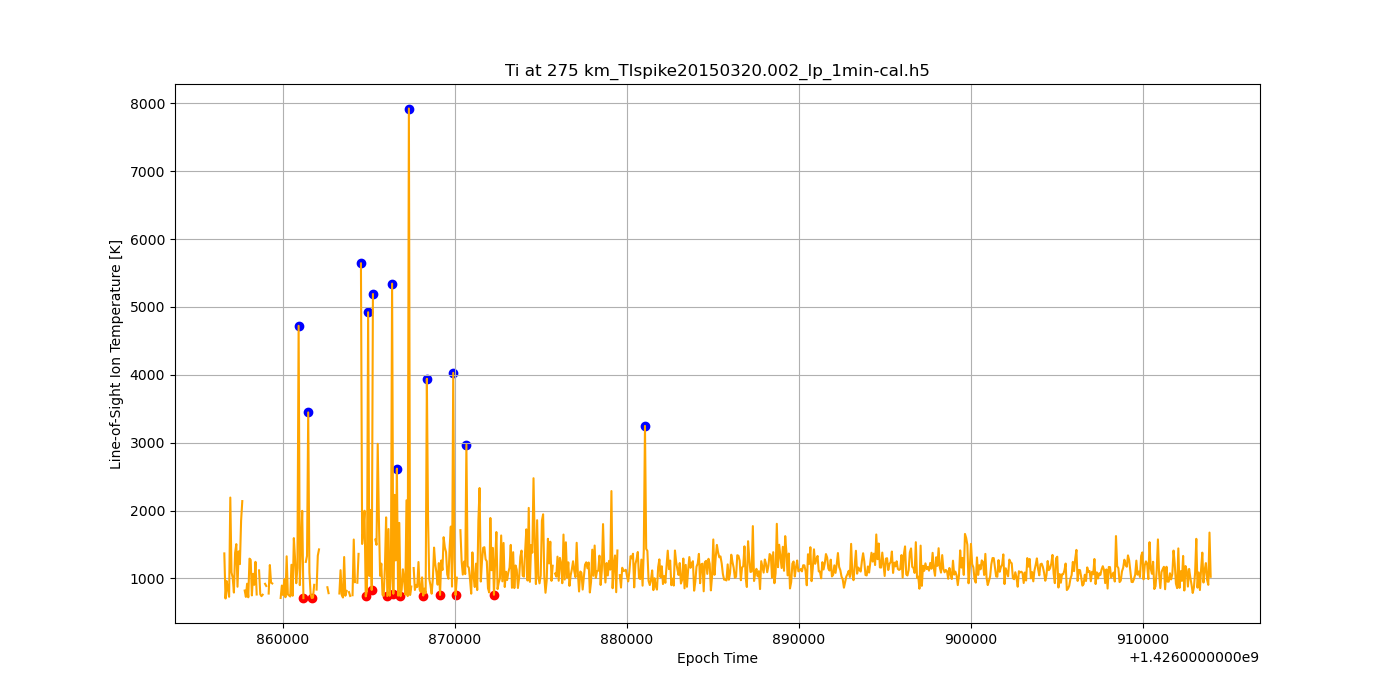 Ti at 275 km_TIspike20150320.002_lp_1min-cal.h5
Line-of-Sight Ion Temperature [K]
8000
7000
6000
5000
4000
3000
2000
1000
860000 870000 880000 890000 900000 910000
Epoch Time
+1.4260000000e9